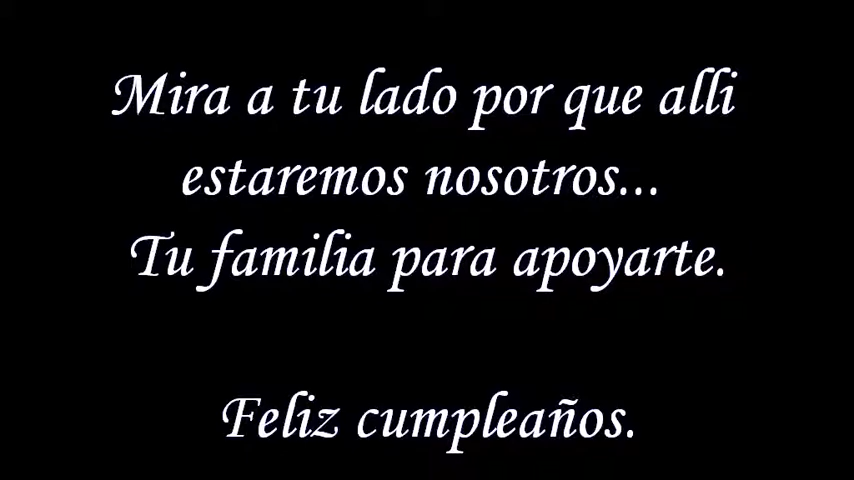 Mira a tu lado por que alli
estaremos nosotros...
Tu familia para apoyarte.
Feliz cumpleaños.